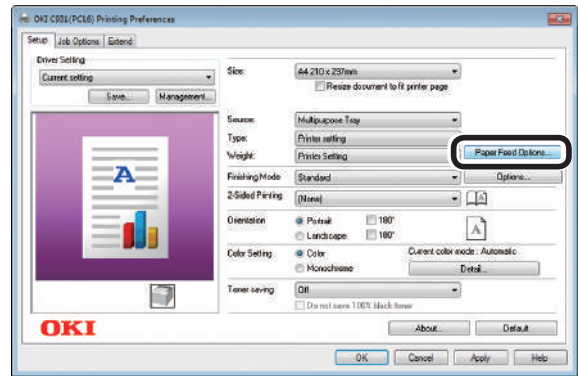 OKI C931(PCL6) Printing Preferences
Setup Job Options Extend
Driver Setting
Current setting
Save... Management...
Size: A4 210 x 297mm
Resize document to fit printer page
Source: Multipurpose Tray
Type: Printer setting
Weight: Printer Setting
Paper Feed Options...
Finishing Mode Standard Options...
2-Sided Printing (None)
Orientation Portrait 180°
Landscape 180°
Color Setting Color Current color mode : Automatic
Monochrome Detail...
Toner saving Off
Do not save 100% black toner
A
A
OKI
About... Default
OK Cancel Apply Help